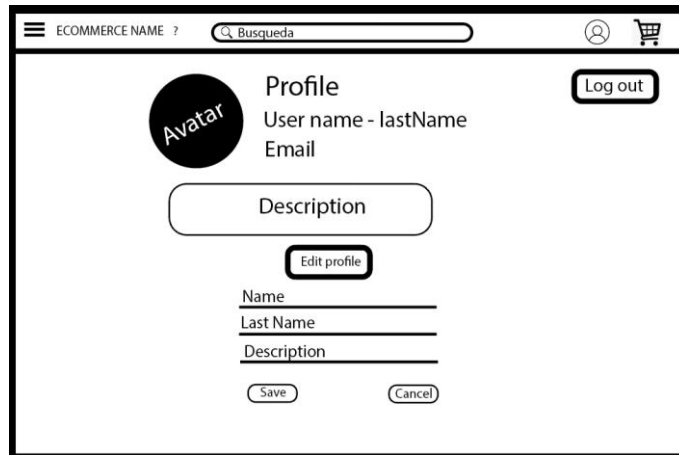 ECOMMERCE NAME ?
Busqueda
Avatar
Profile
User name - lastName
Email
Log out
Description
Edit profile
Name
Last Name
Description
Save
Cancel